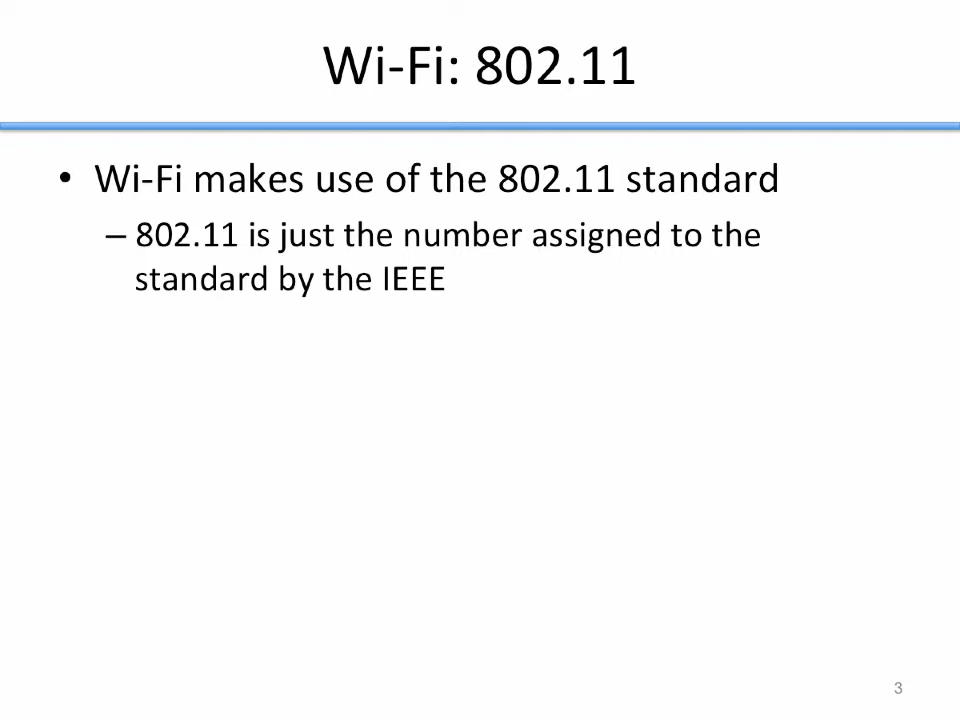 Wi-Fi: 802.11
• Wi-Fi makes use of the 802.11 standard
– 802.11 is just the number assigned to the
standard by the IEEE
3